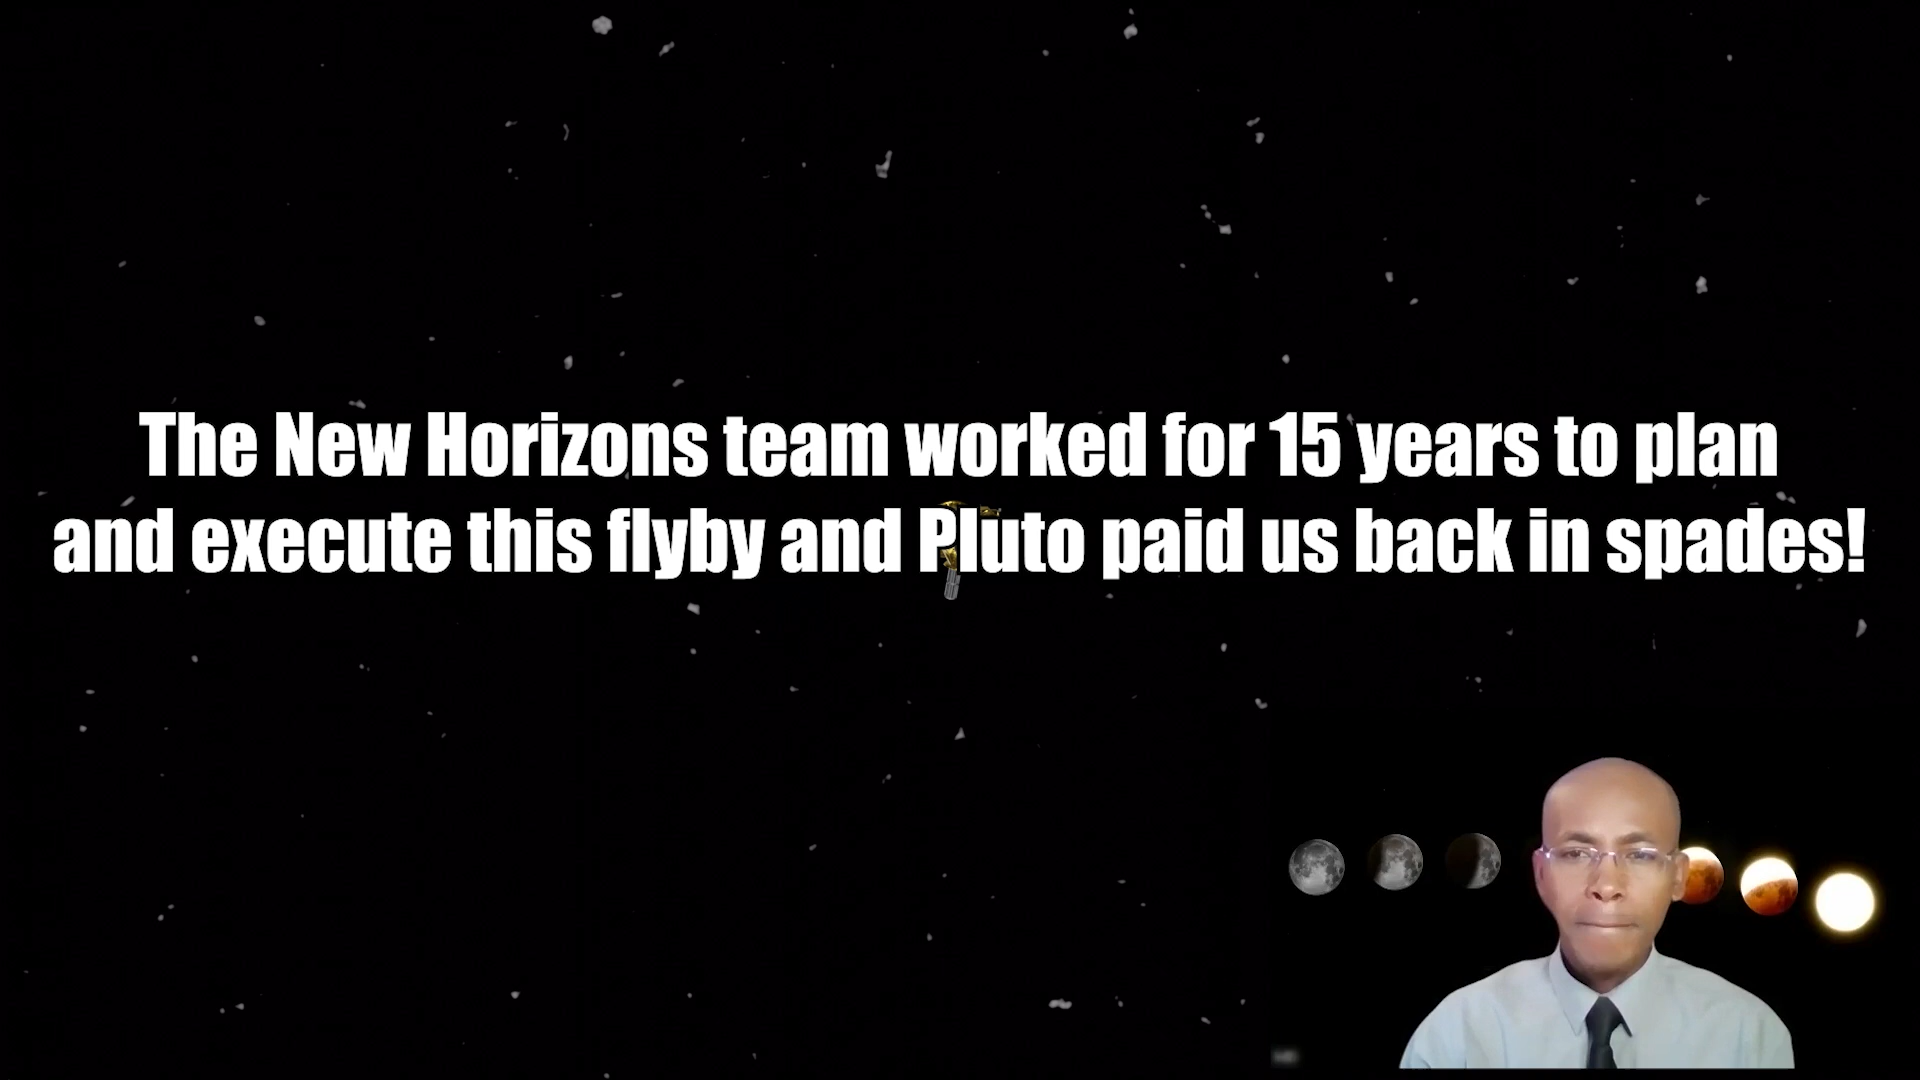 The New Horizons team worked for 15 years to plan
and execute this flyby and Pluto paid us back in spades!